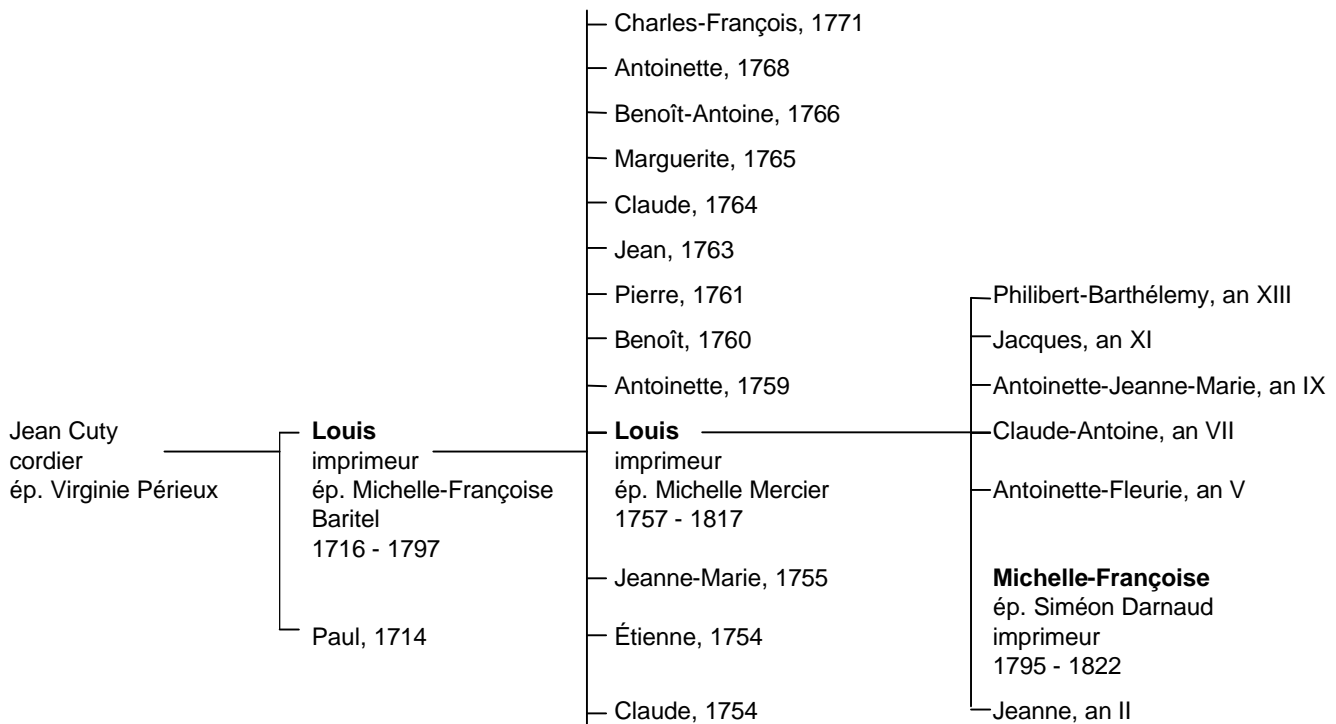 Charles-François, 1771
Antoinette, 1768
Benoît-Antoine, 1766
Marguerite, 1765
Claude, 1764
Jean, 1763
Pierre, 1761
Benoît, 1760
Antoinette, 1759
Philibert-Barthélemy, an XIII
Jacques, an XI
Antoinette-Jeanne-Marie, an IX
Jean Cuty
cordier
ép. Virginie Périeux
Louis
imprimeur
ép. Michelle-Françoise
Baritel
1716 - 1797
Louis
imprimeur
ép. Michelle Mercier
1757 - 1817
Claude-Antoine, an VII
Antoinette-Fleurie, an V
Paul, 1714
Jeanne-Marie, 1755
Étienne, 1754
Claude, 1754
Michelle-Françoise
ép. Siméon Darnaud
imprimeur
1795 - 1822
Jeanne, an II